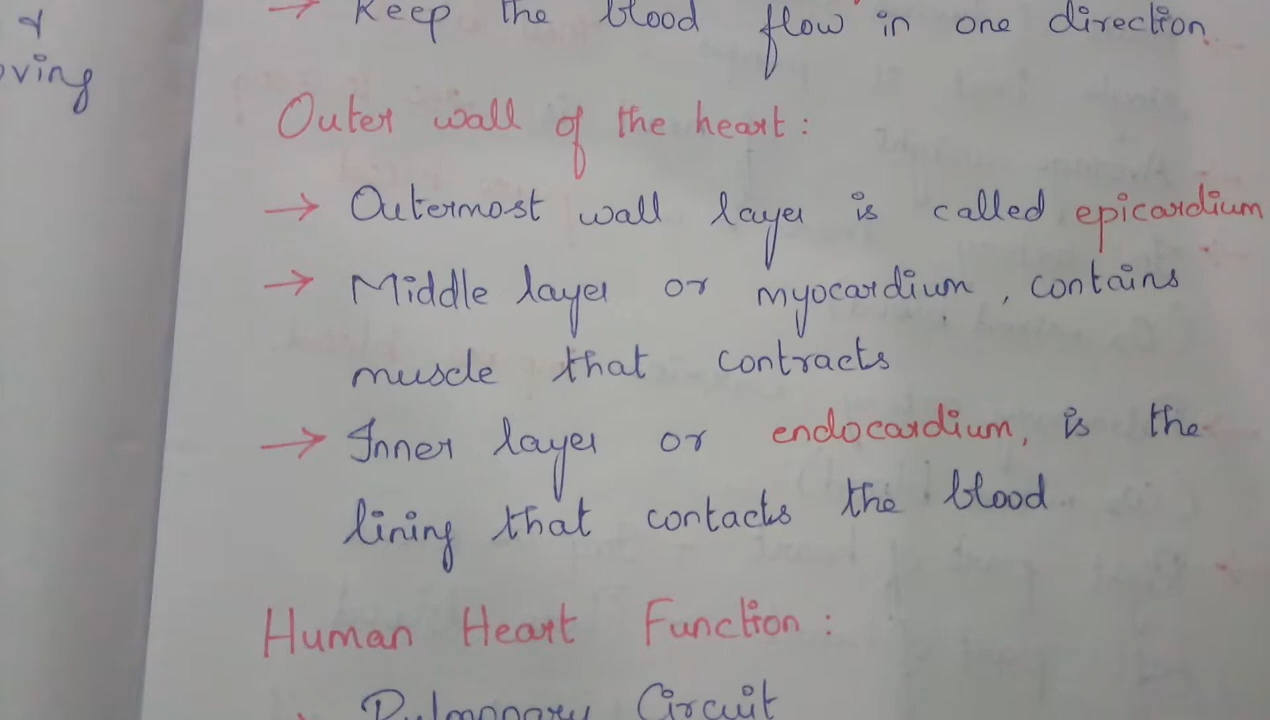 &
→ Keep the blood flow in one direction
Outer wall of the heart:
→ Outermost wall layer is called epicardium
→ Middle layer or myocardium, contains
muscle that contracts
→ Inner layer or endocardium, is the
lining that contacts the blood
Human Heart Function:
Pulmonary Circuit